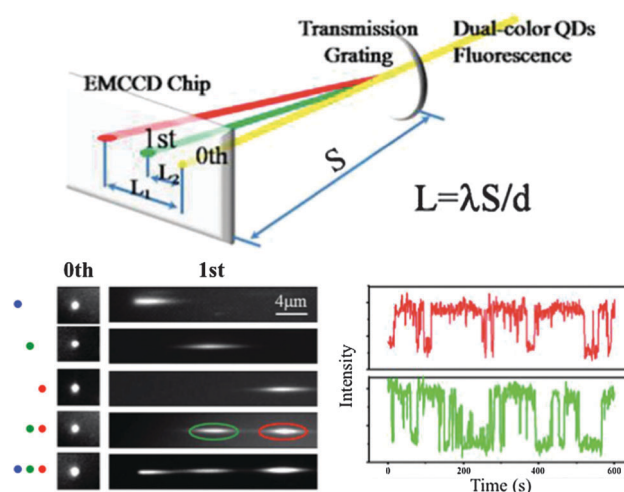 Transmission
Grating
Dual-color QDs
Fluorescence
EMCCD Chip
1st
0th
L₂
L₁
S
L=λS/d
0th
1st
4μm
Intensity
0
200
400
600
Time (s)